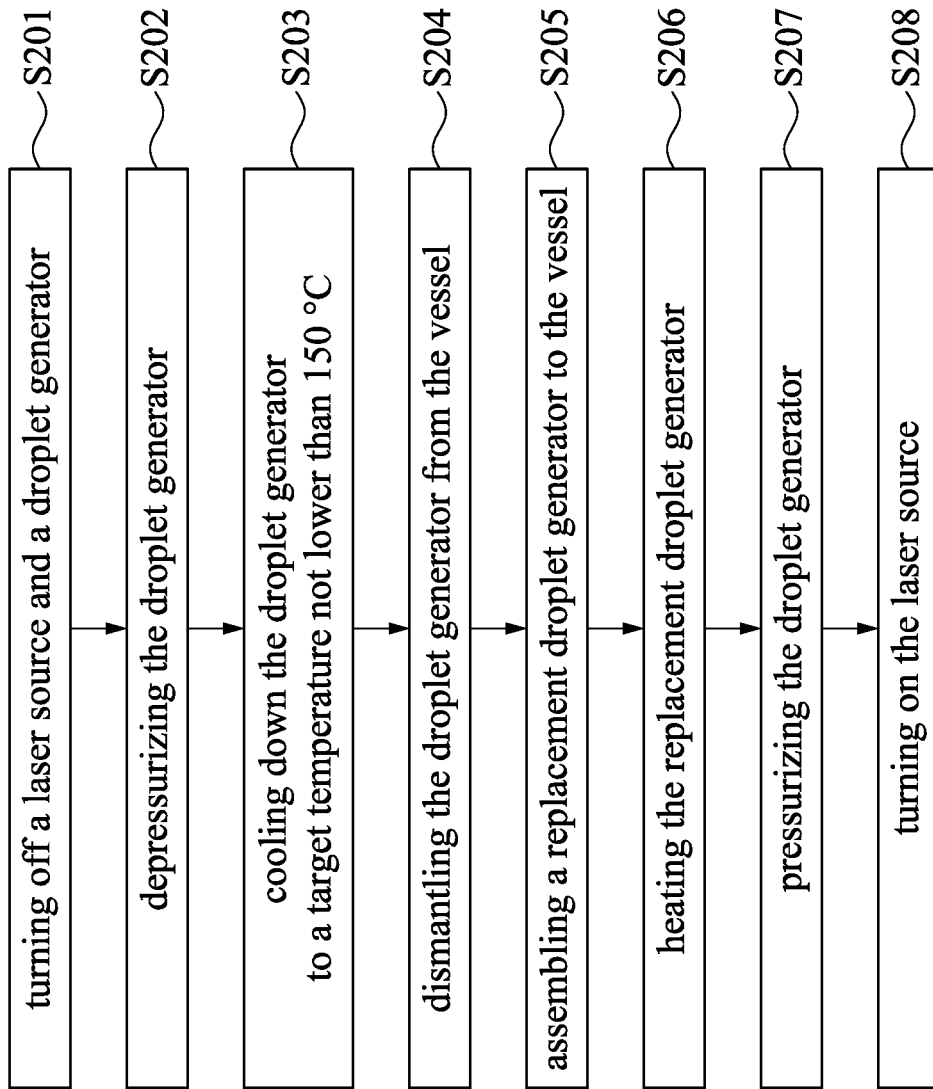 turning off a laser source and a droplet generator
S201
depressurizing the droplet generator
S202
cooling down the droplet generator
to a target temperature not lower than 150 °C
S203
dismantling the droplet generator from the vessel
S204
assembling a replacement droplet generator to the vessel
S205
heating the replacement droplet generator
S206
pressurizing the droplet generator
S207
turning on the laser source
S208